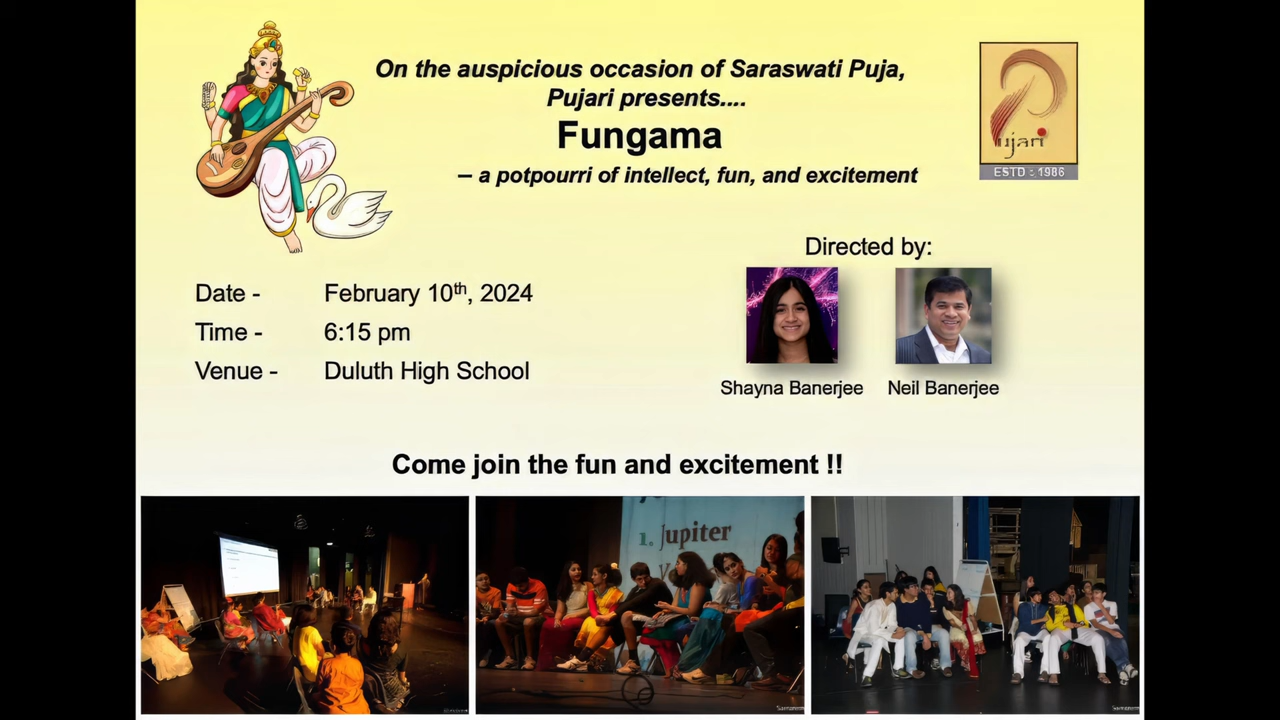 On the auspicious occasion of Saraswati Puja,
Pujari presents....
Fungama
– a potpourri of intellect, fun, and excitement
Pujari
ESTD : 1986
Directed by:
Date - February 10th, 2024
Time - 6:15 pm
Venue - Duluth High School
Shayna Banerjee Neil Banerjee
Come join the fun and excitement !!
1. Jupiter